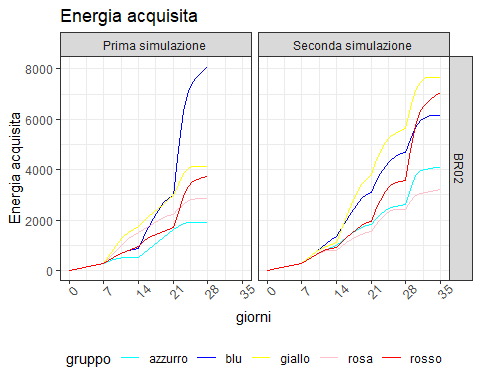 Energia acquisita
Prima simulazione
Seconda simulazione
8000
6000
4000
2000
0
Energia acquisita
BR02
0 7 14 21 28 35
0 7 14 21 28 35
giorni
gruppo azzurro blu giallo rosa rosso